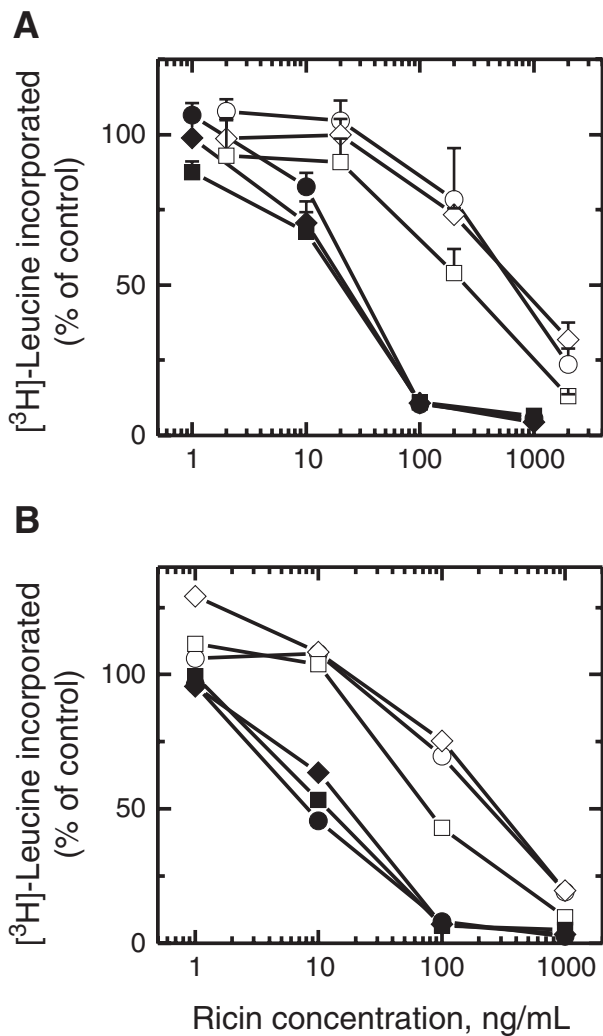 A
[³H]-Leucine incorporated
(% of control)
100
50
0
1 10 100 1000
B
[³H]-Leucine incorporated
(% of control)
100
50
0
1 10 100 1000
Ricin concentration, ng/mL